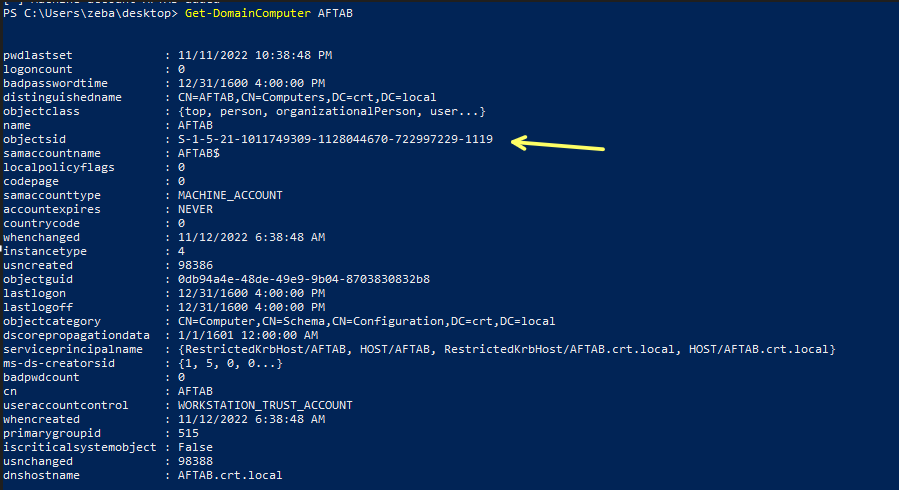 PS C:\Users\zeba\desktop> Get-DomainComputer AFTAB
pwdlastset : 11/11/2022 10:38:48 PM
logoncount : 0
badpasswordtime : 12/31/1600 4:00:00 PM
distinguishedname : CN=AFTAB,CN=Computers,DC=crt,DC=local
objectclass : {top, person, organizationalPerson, user...}
name : AFTAB
objectsid : S-1-5-21-1011749309-1128044670-722997229-1119
samaccountname : AFTAB$
localpolicyflags : 0
codepage : 0
samaccounttype : MACHINE_ACCOUNT
accountexpires : NEVER
countrycode : 0
whenchanged : 11/12/2022 6:38:48 AM
instancetype : 4
usncreated : 98386
objectguid : 0db94a4e-48de-49e9-9b04-8703830832b8
lastlogon : 12/31/1600 4:00:00 PM
lastlogoff : 12/31/1600 4:00:00 PM
objectcategory : CN=Computer,CN=Schema,CN=Configuration,DC=crt,DC=local
dscorepropagationdata : 1/1/1601 12:00:00 AM
serviceprincipalname : {RestrictedKrbHost/AFTAB, HOST/AFTAB, RestrictedKrbHost/AFTAB.crt.local, HOST/AFTAB.crt.local}
ms-ds-creatorsid : {1, 5, 0, 0...}
badpwdcount : 0
cn : AFTAB
useraccountcontrol : WORKSTATION_TRUST_ACCOUNT
whencreated : 11/12/2022 6:38:48 AM
primarygroupid : 515
iscriticalsystemobject : False
usnchanged : 98388
dnshostname : AFTAB.crt.local